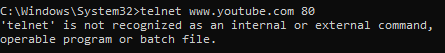 C:\Windows\System32>telnet www.youtube.com 80
'telnet' is not recognized as an internal or external command,
operable program or batch file.